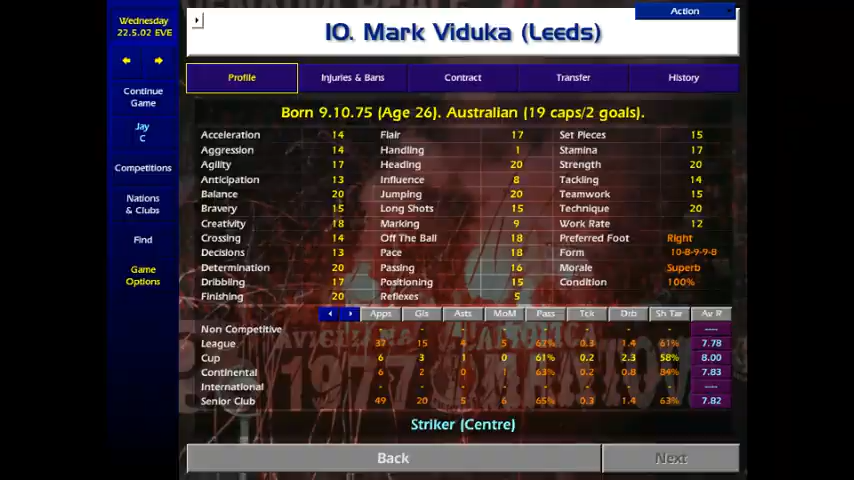 Wednesday
22.5.02 EVE
Continue
Game
Jay
C
Competitions
Nations
& Clubs
Find
Game
Options
Action
10. Mark Viduka (Leeds)
Profile Injuries & Bans Contract Transfer History
Born 9.10.75 (Age 26). Australian (19 caps/2 goals).
Acceleration 14 Flair 17 Set Pieces 15
Aggression 14 Handling 1 Stamina 17
Agility 17 Heading 20 Strength 20
Anticipation 13 Influence 8 Tackling 14
Balance 20 Jumping 20 Teamwork 15
Bravery 15 Long Shots 15 Technique 20
Creativity 18 Marking 9 Work Rate 12
Crossing 14 Off The Ball 18 Preferred Foot Right
Decisions 13 Pace 18 Form 10-8-9-9-8
Determination 20 Passing 16 Morale Superb
Dribbling 17 Positioning 15 Condition 100%
Finishing 20 Reflexes 5
Apps Gls Asts MoM Pass Tck Drb Sh Tar Av R
Non Competitive - - - - - - - - ----
League 37 15 4 5 67% 0.3 1.4 61% 7.78
Cup 6 3 1 0 61% 0.2 2.3 58% 8.00
Continental 6 2 0 1 63% 0.2 0.8 84% 7.83
International - - - - - - - - ----
Senior Club 49 20 5 6 65% 0.3 1.4 63% 7.82
Striker (Centre)
Back Next